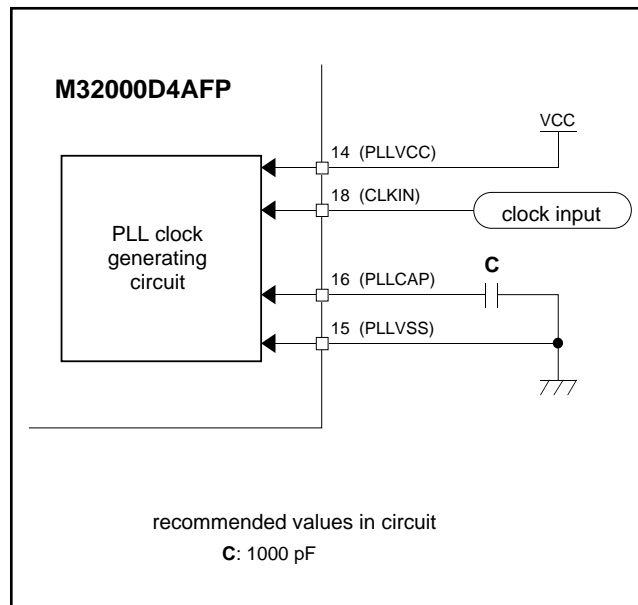 M32000D4AFP
VCC
14 (PLLVCC)
18 (CLKIN)
clock input
PLL clock
generating
circuit
C
16 (PLLCAP)
15 (PLLVSS)
recommended values in circuit
C: 1000 pF